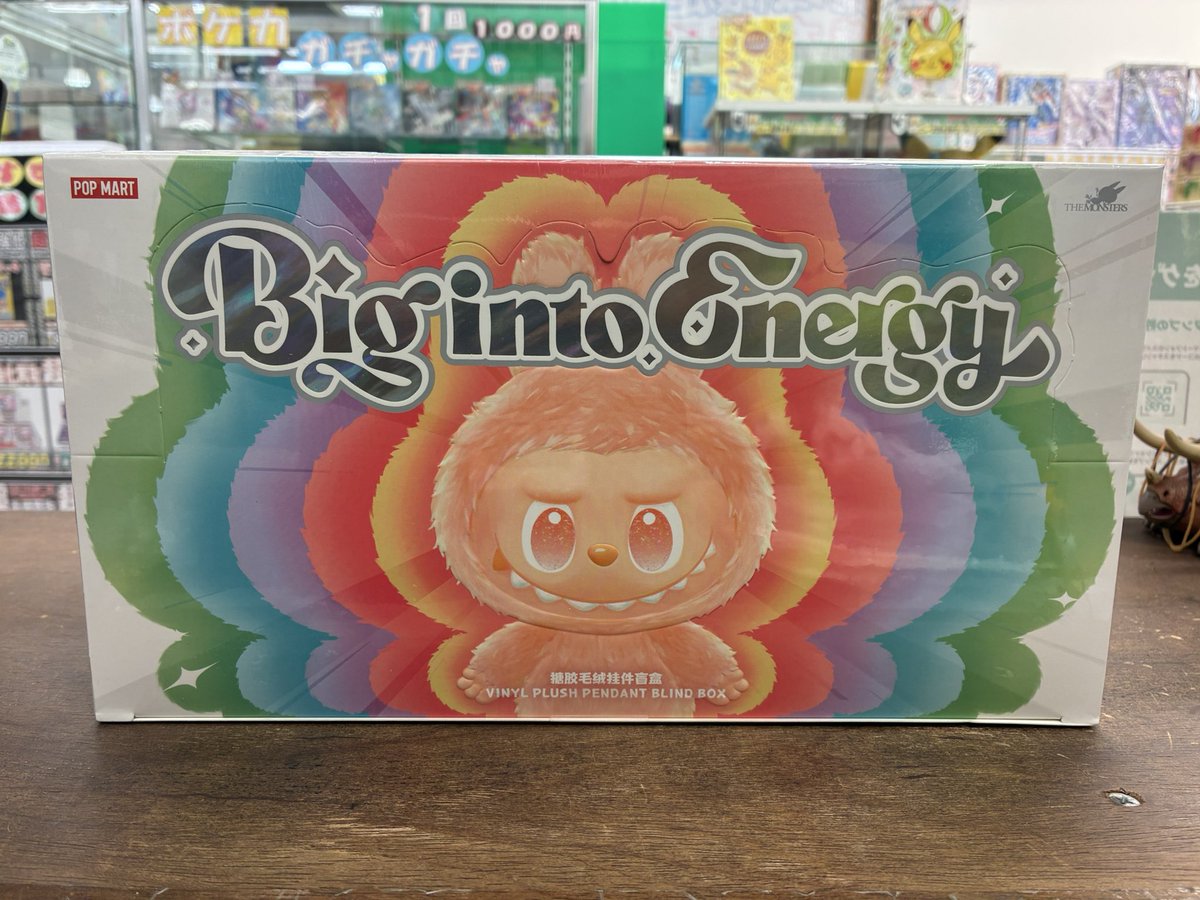 ポケカ
ガチャガチャ
1回1000円
POP MART
THE MONSTERS
Big into Energy
搪胶毛绒挂件盲盒
VINYL PLUSH PENDANT BLIND BOX